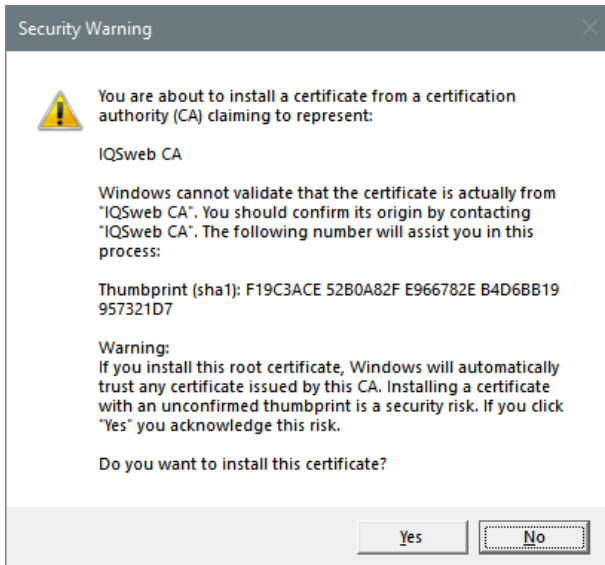 Security Warning
You are about to install a certificate from a certification
authority (CA) claiming to represent:
IQSweb CA
Windows cannot validate that the certificate is actually from
"IQSweb CA". You should confirm its origin by contacting
"IQSweb CA". The following number will assist you in this
process:
Thumbprint (sha1): F19C3ACE 52B0A82F E966782E B4D6BB19
957321D7
Warning:
If you install this root certificate, Windows will automatically
trust any certificate issued by this CA. Installing a certificate
with an unconfirmed thumbprint is a security risk. If you click
"Yes" you acknowledge this risk.
Do you want to install this certificate?
Yes
No